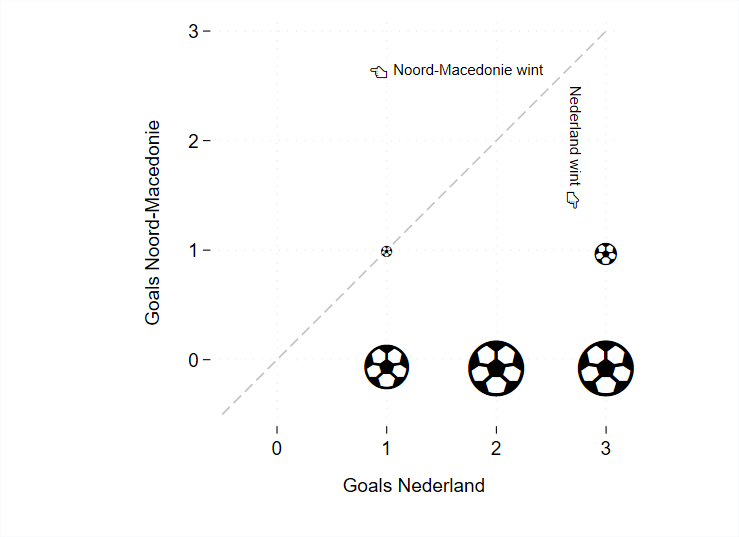 3
Noord-Macedonie wint
Nederland wint
2
1
0
Goals Noord-Macedonie
0 1 2 3
Goals Nederland